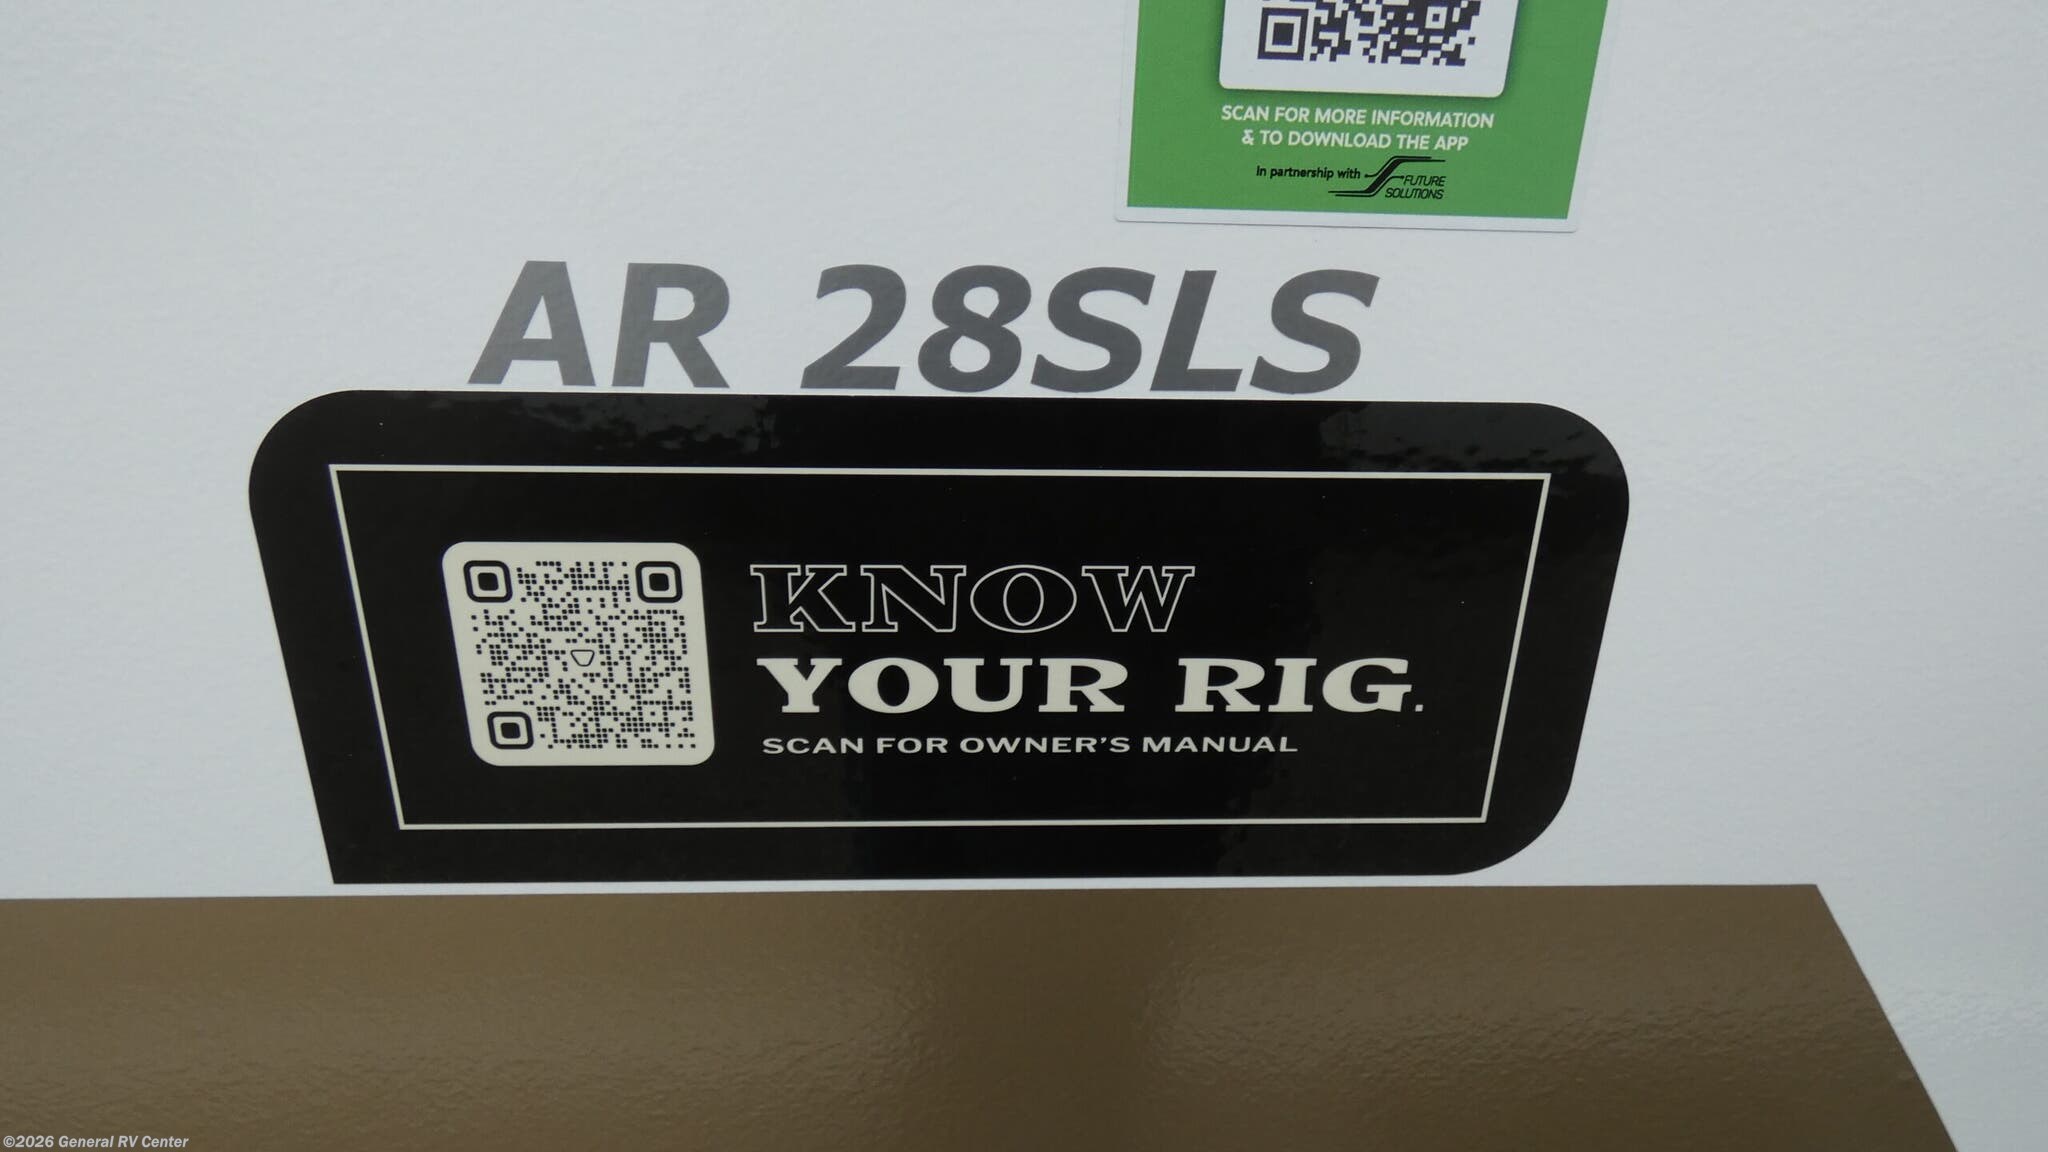 SCAN FOR MORE INFORMATION
& TO DOWNLOAD THE APP
In partnership with FUTURE
SOLUTIONS
AR 28SLS
KNOW
YOUR RIG.
SCAN FOR OWNER'S MANUAL
©2026 General RV Center